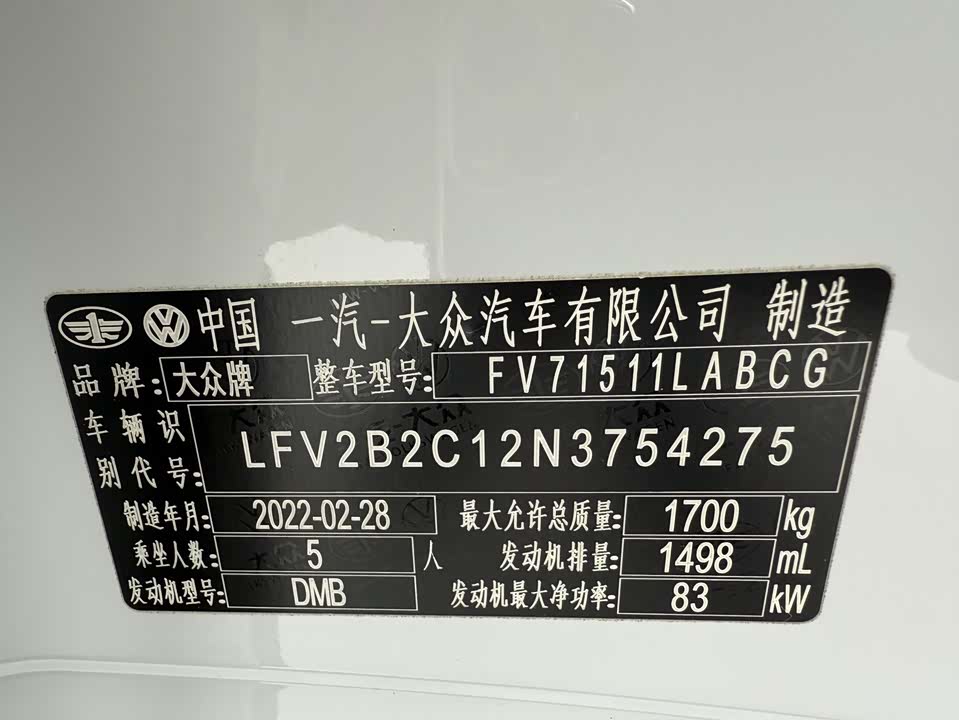 中国 一汽-大众汽车有限公司 制造
品牌: 大众牌 整车型号: FV71511LABCG
车辆识别代号: LFV2B2C12N3754275
制造年月: 2022-02-28 最大允许总质量: 1700 kg
乘坐人数: 5 人 发动机排量: 1498 mL
发动机型号: DMB 发动机最大净功率: 83 kW